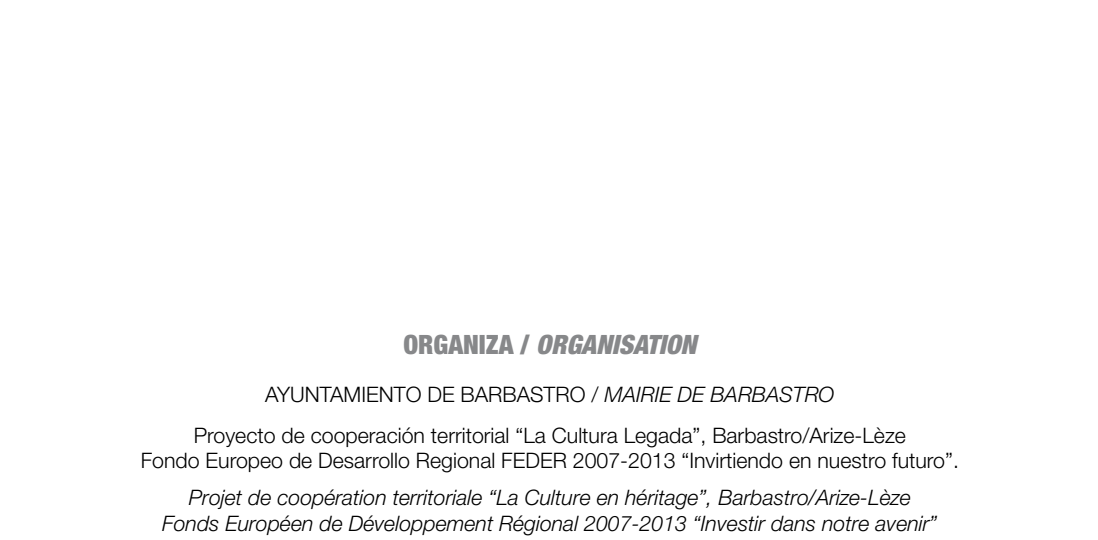 ORGANIZA / ORGANISATION
AYUNTAMIENTO DE BARBASTRO / MAIRIE DE BARBASTRO
Proyecto de cooperación territorial “La Cultura Legada”, Barbastro/Arize-Lèze
Fondo Europeo de Desarrollo Regional FEDER 2007-2013 “Invirtiendo en nuestro futuro”.
Projet de coopération territoriale “La Culture en héritage”, Barbastro/Arize-Lèze
Fonds Européen de Développement Régional 2007-2013 “Investir dans notre avenir”